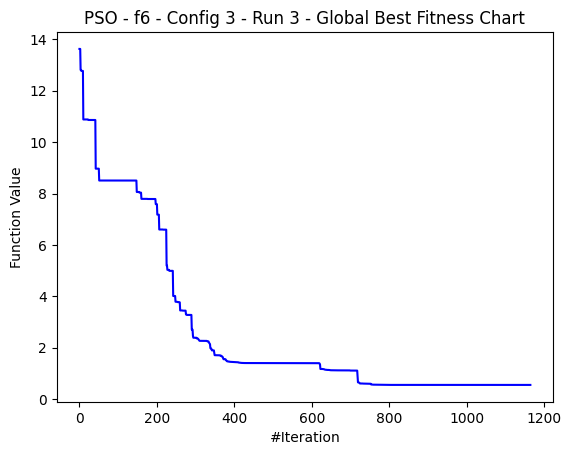 PSO - f6 - Config 3 - Run 3 - Global Best Fitness Chart
14
12
10
8
6
4
2
0
Function Value
0 200 400 600 800 1000 1200
#Iteration